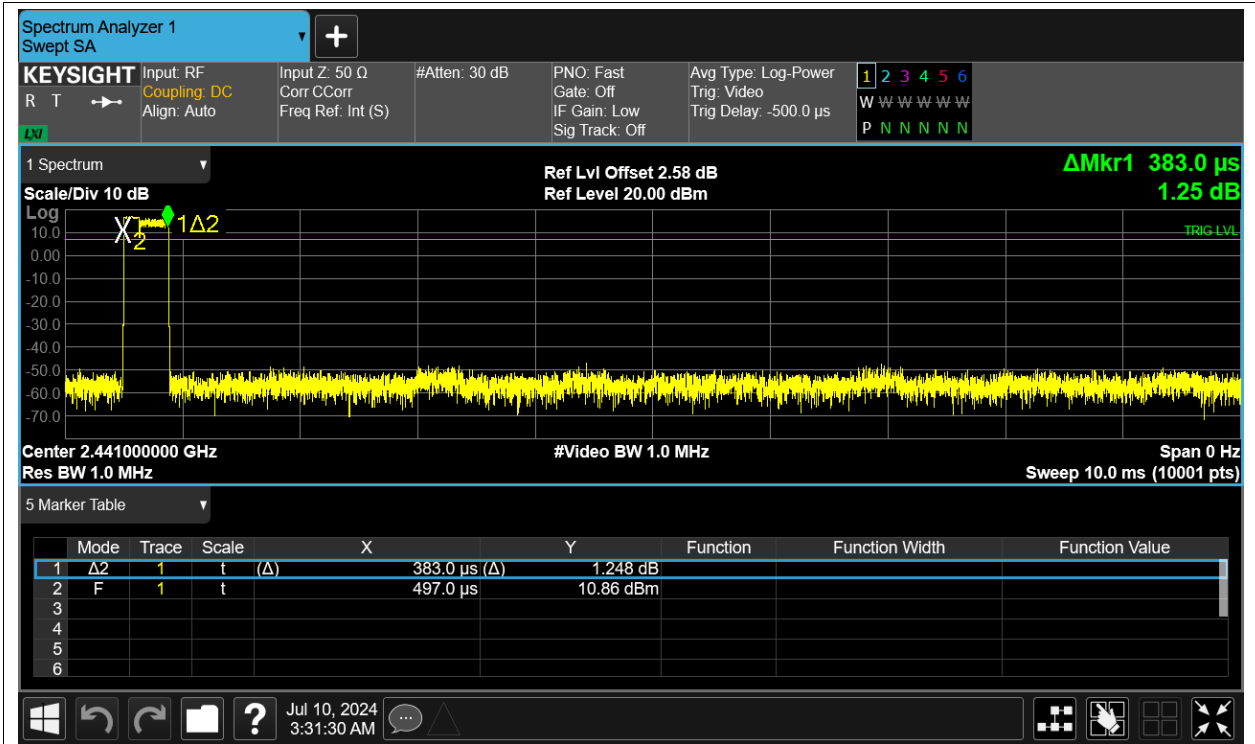 Spectrum Analyzer 1
Swept SA
KEYSIGHT Input: RF Input Z: 50 Ω #Atten: 30 dB PNO: Fast Avg Type: Log-Power 1 2 3 4 5 6
R T Coupling: DC Corr CCorr Gate: Off Trig: Video W W W W W W
Align: Auto Freq Ref: Int (S) IF Gain: Low Trig Delay: -500.0 µs
LXI Sig Track: Off P N N N N N
1 Spectrum Ref Lvl Offset 2.58 dB ΔMkr1 383.0 µs
Scale/Div 10 dB Ref Level 20.00 dBm 1.25 dB
Log
10.0 X 2 1Δ2 TRIG LVL
0.00
-10.0
-20.0
-30.0
-40.0
-50.0
-60.0
-70.0
Center 2.441000000 GHz #Video BW 1.0 MHz Span 0 Hz
Res BW 1.0 MHz Sweep 10.0 ms (10001 pts)
5 Marker Table
Mode Trace Scale X Y Function Function Width Function Value
1 Δ2 1 t (Δ) 383.0 µs (Δ) 1.248 dB
2 F 1 t 497.0 µs 10.86 dBm
3
4
5
6
? Jul 10, 2024
3:31:30 AM